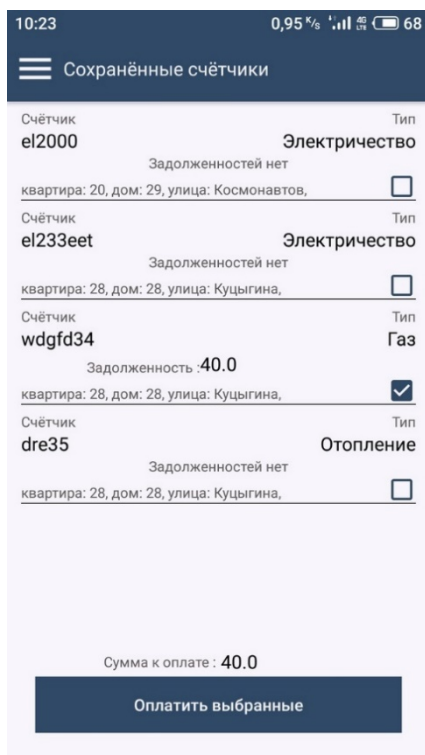 10:23 0,95 K/s 4G LTE 68
Сохранённые счётчики
Счётчик Тип
el2000 Электричество
Задолженностей нет
квартира: 20, дом: 29, улица: Космонавтов,
Счётчик Тип
el233eet Электричество
Задолженностей нет
квартира: 28, дом: 28, улица: Куцыгина,
Счётчик Тип
wdgfd34 Газ
Задолженность :40.0
квартира: 28, дом: 28, улица: Куцыгина,
Счётчик Тип
dre35 Отопление
Задолженностей нет
квартира: 28, дом: 28, улица: Куцыгина,
Сумма к оплате : 40.0
Оплатить выбранные